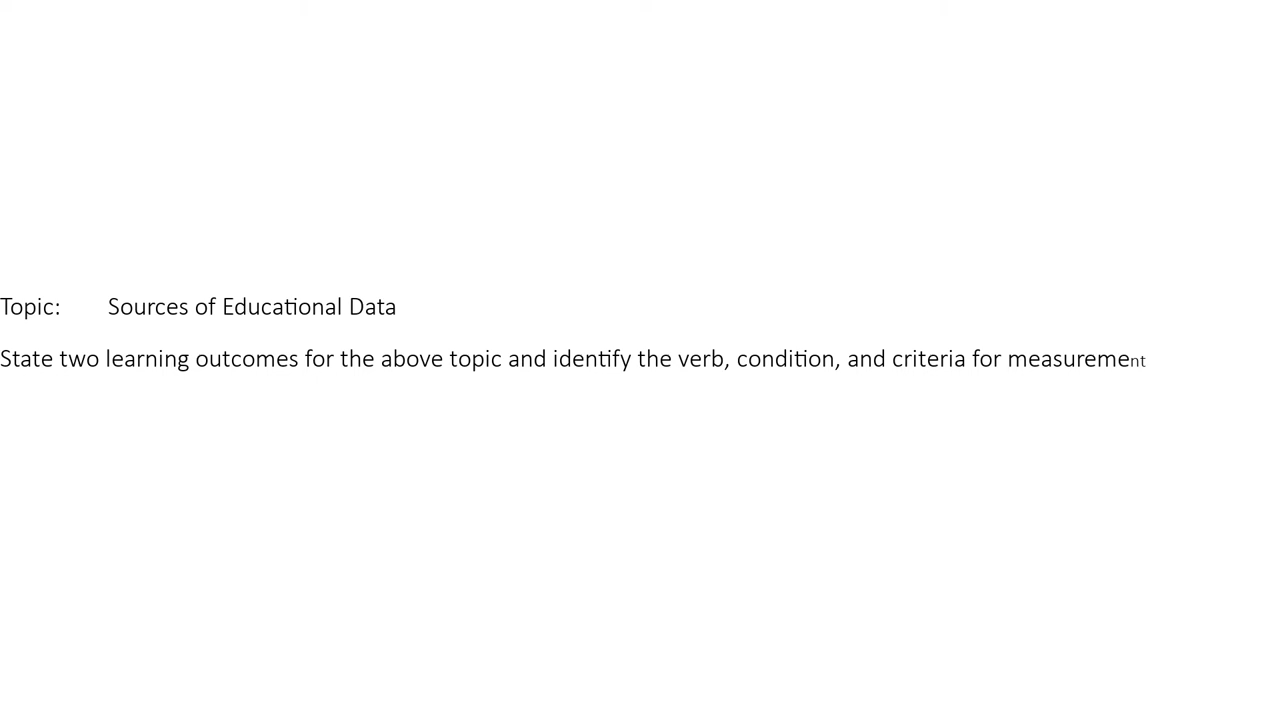 Topic: Sources of Educational Data
State two learning outcomes for the above topic and identify the verb, condition, and criteria for measurement